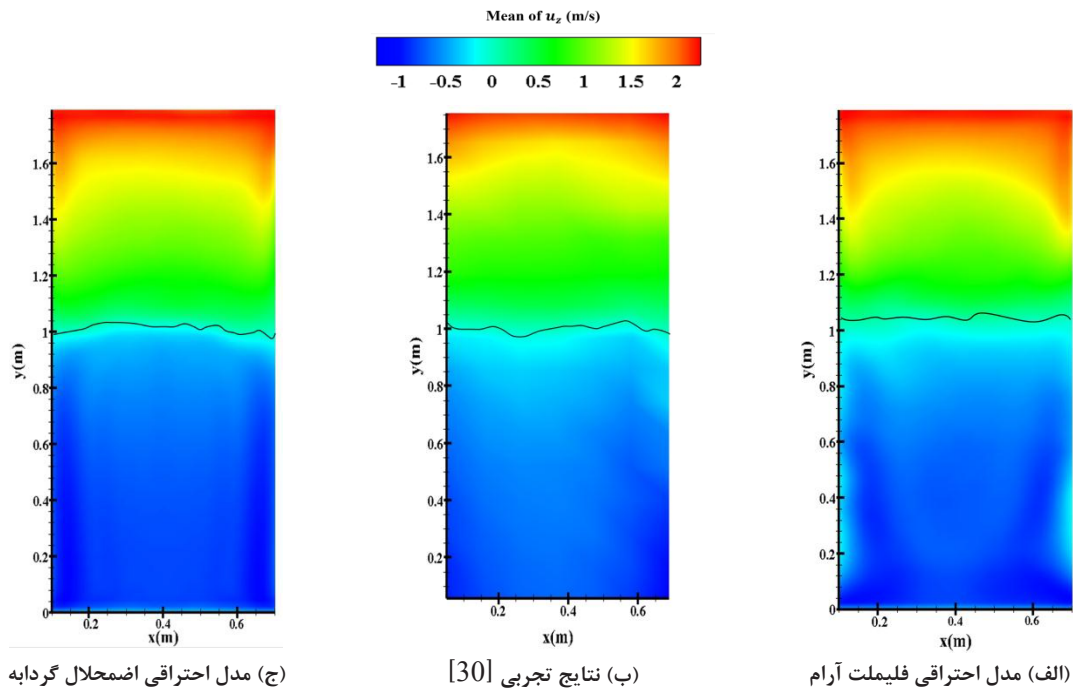 Mean of u_z (m/s)
-1 -0.5 0 0.5 1 1.5 2
y(m)
1.6
1.4
1.2
1
0.8
0.6
0.4
0.2
0
0.2 0.4 0.6
x(m)
(ج) مدل احتراقی اضمحلال گردابه
y(m)
1.6
1.4
1.2
1
0.8
0.6
0.4
0.2
0.2 0.4 0.6
x(m)
(ب) نتایج تجربی [30]
y(m)
1.6
1.4
1.2
1
0.8
0.6
0.4
0.2
0
0.2 0.4 0.6
x(m)
(الف) مدل احتراقی فلیملت آرام